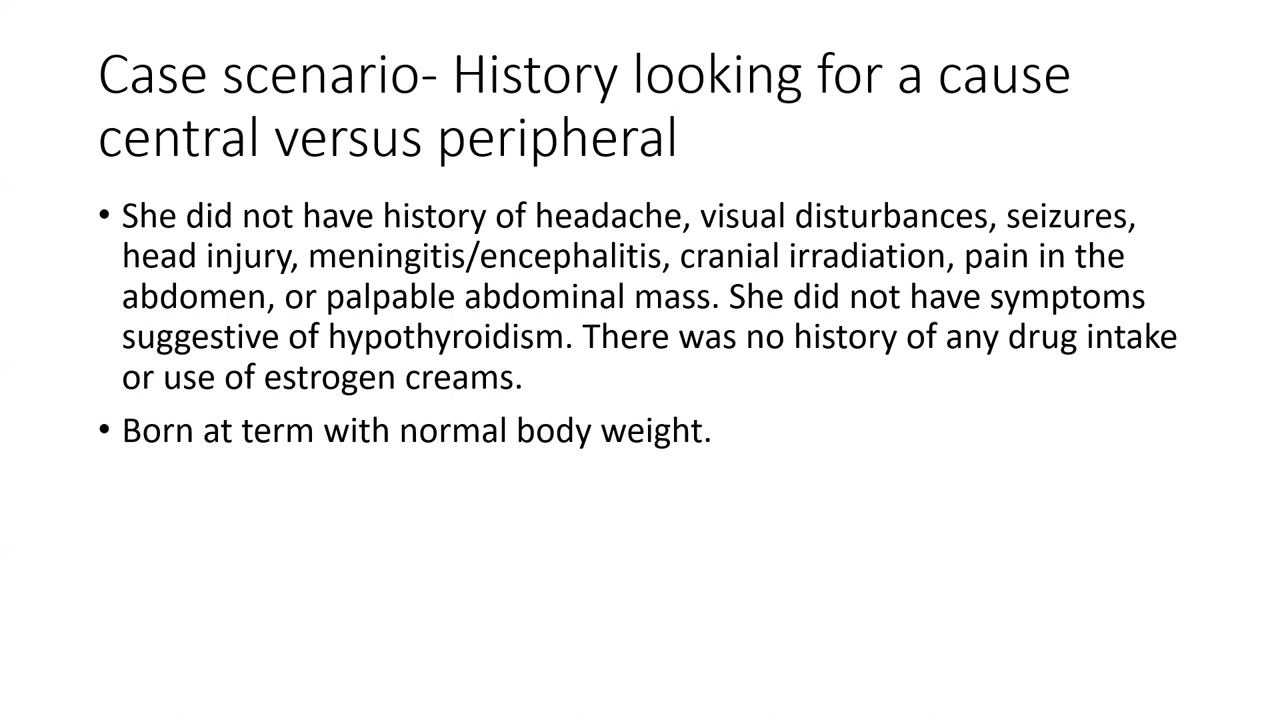 Case scenario- History looking for a cause
central versus peripheral
• She did not have history of headache, visual disturbances, seizures,
head injury, meningitis/encephalitis, cranial irradiation, pain in the
abdomen, or palpable abdominal mass. She did not have symptoms
suggestive of hypothyroidism. There was no history of any drug intake
or use of estrogen creams.
• Born at term with normal body weight.